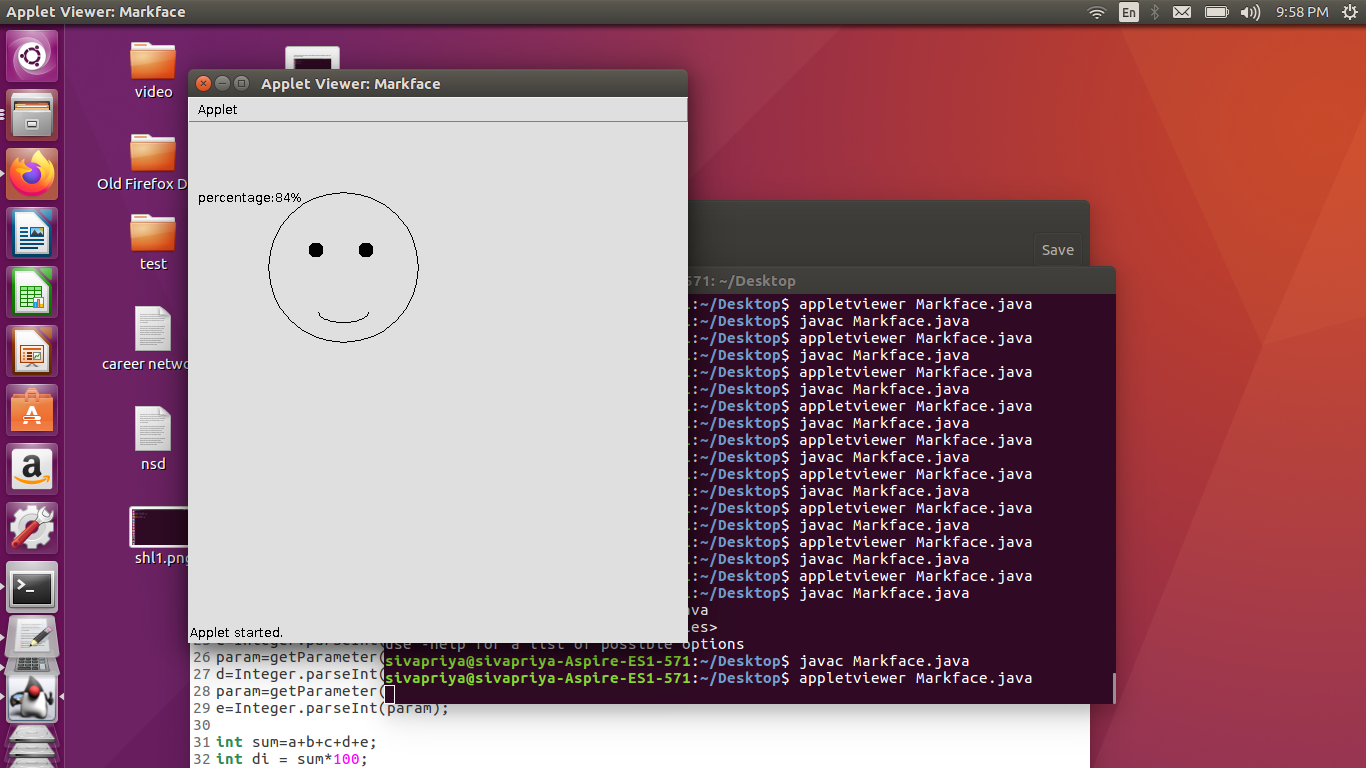 Applet Viewer: Markface
En
9:58 PM
video
Old Firefox D
test
career netwo
nsd
shl1.png
Applet Viewer: Markface
Applet
percentage:84%
Applet started.
Save
571: ~/Desktop
:~/Desktop$ appletviewer Markface.java
:~/Desktop$ javac Markface.java
:~/Desktop$ appletviewer Markface.java
:~/Desktop$ javac Markface.java
:~/Desktop$ appletviewer Markface.java
:~/Desktop$ javac Markface.java
:~/Desktop$ appletviewer Markface.java
:~/Desktop$ javac Markface.java
:~/Desktop$ appletviewer Markface.java
:~/Desktop$ javac Markface.java
:~/Desktop$ appletviewer Markface.java
:~/Desktop$ javac Markface.java
:~/Desktop$ appletviewer Markface.java
:~/Desktop$ javac Markface.java
:~/Desktop$ appletviewer Markface.java
:~/Desktop$ javac Markface.java
:~/Desktop$ appletviewer Markface.java
:~/Desktop$ javac Markface.java
ava
es>
use -help for a list of possible options
sivapriya@sivapriya-Aspire-ES1-571:~/Desktop$ javac Markface.java
sivapriya@sivapriya-Aspire-ES1-571:~/Desktop$ appletviewer Markface.java
26 param=getParameter(
27 d=Integer.parseInt(
28 param=getParameter(
29 e=Integer.parseInt(param);
30
31 int sum=a+b+c+d+e;
32 int di = sum*100;